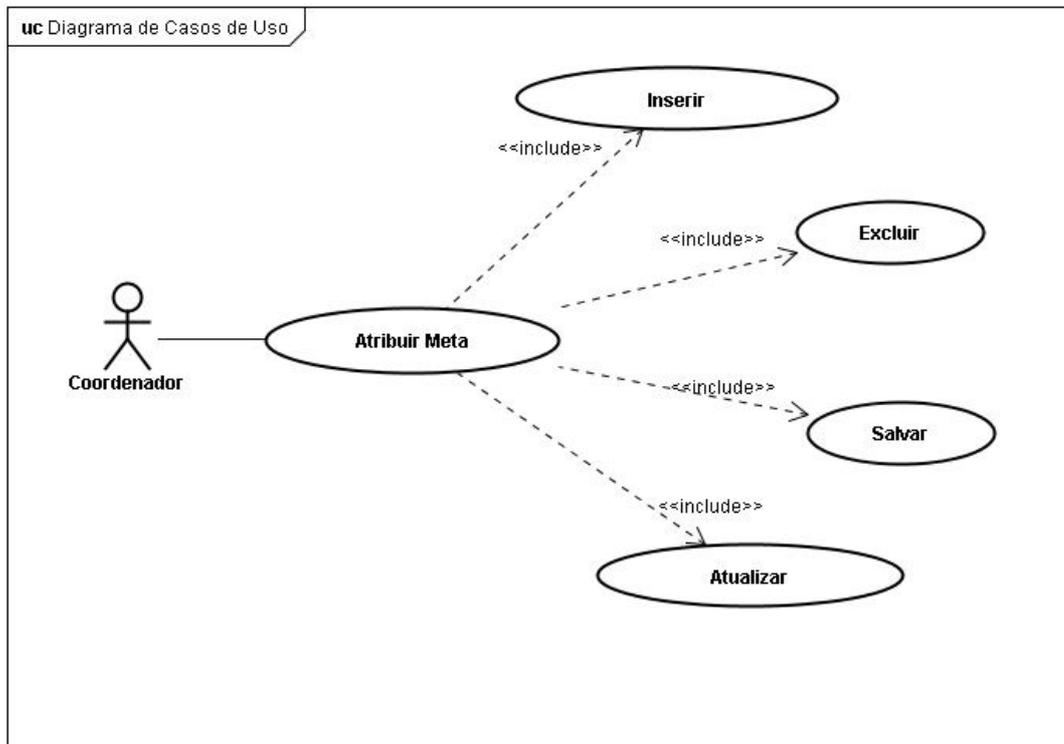 uc Diagrama de Casos de Uso
Inserir
<<include>>
Excluir
<<include>>
Atribuir Meta
Coordenador
<<include>>
Salvar
<<include>>
Atualizar